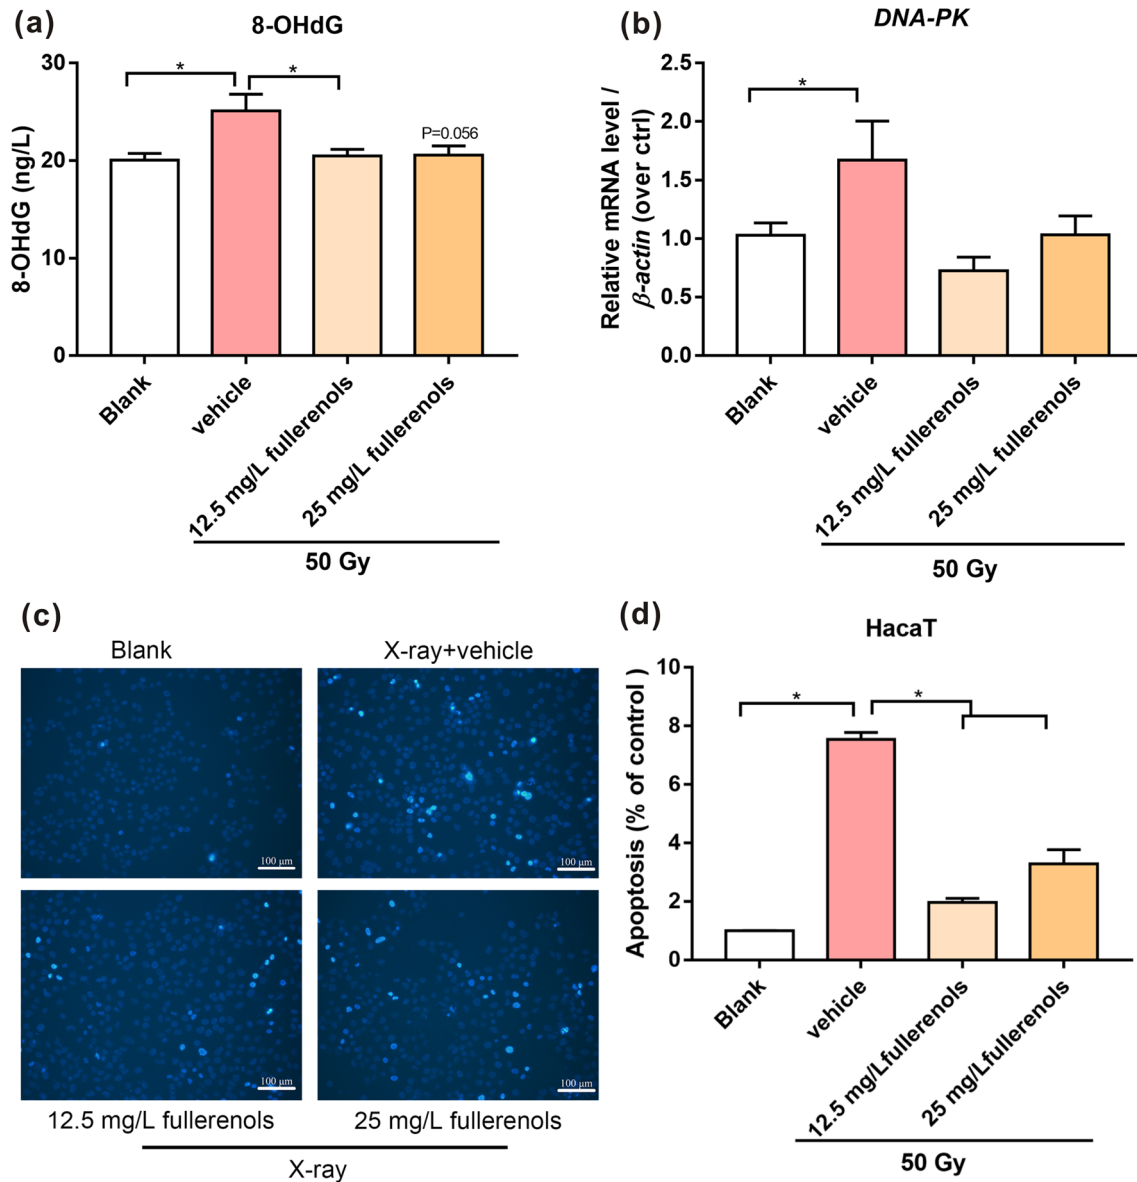 (a)
8-OHdG
30
20
10
0
8-OHdG (ng/L)
*
*
P=0.056
Blank
vehicle
12.5 mg/L fullerenols
25 mg/L fullerenols
50 Gy
(b)
DNA-PK
2.5
2.0
1.5
1.0
0.5
0.0
Relative mRNA level /
β-actin (over ctrl)
*
Blank
vehicle
12.5 mg/L fullerenols
25 mg/L fullerenols
50 Gy
(c)
Blank
X-ray+vehicle
100 μm
100 μm
100 μm
100 μm
12.5 mg/L fullerenols
25 mg/L fullerenols
X-ray
(d)
HacaT
10
8
6
4
2
0
Apoptosis (% of control )
*
*
Blank
vehicle
12.5 mg/Lfullerenols
25 mg/Lfullerenols
50 Gy